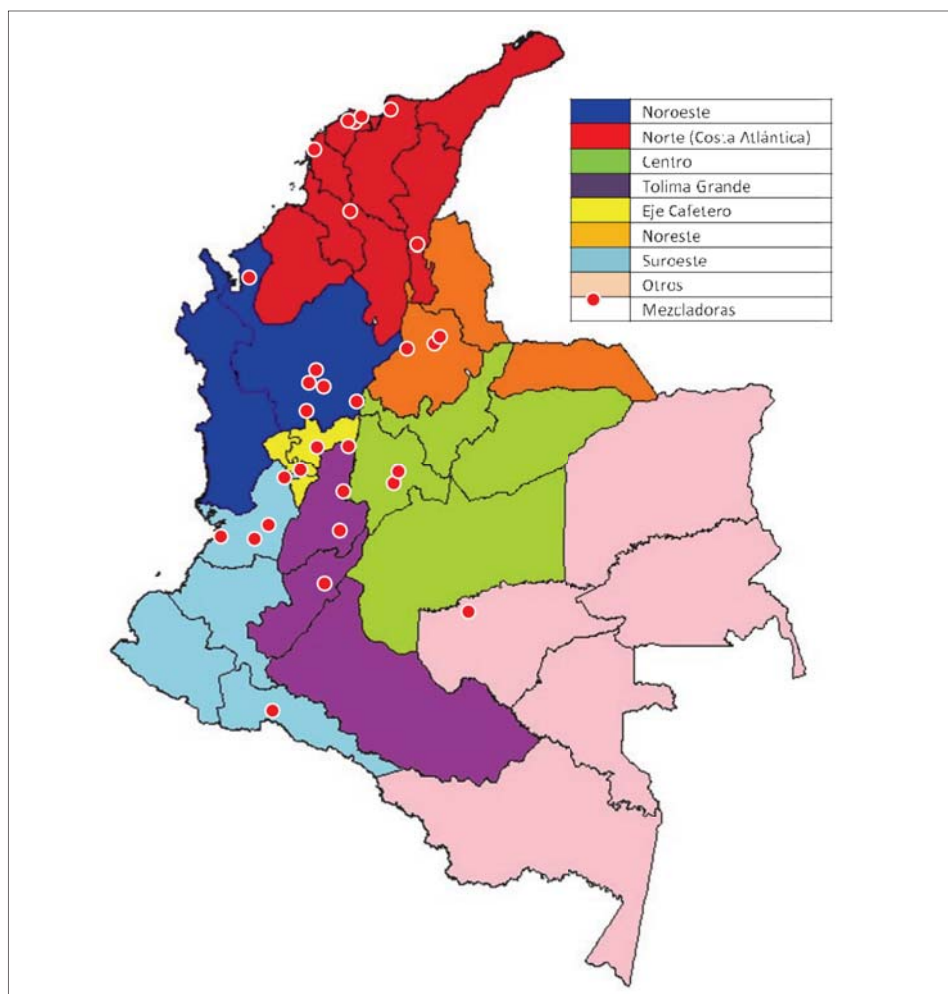 Noroeste
Norte (Costa Atlántica)
Centro
Tolima Grande
Eje Cafetero
Noreste
Suroeste
Otros
Mezcladoras